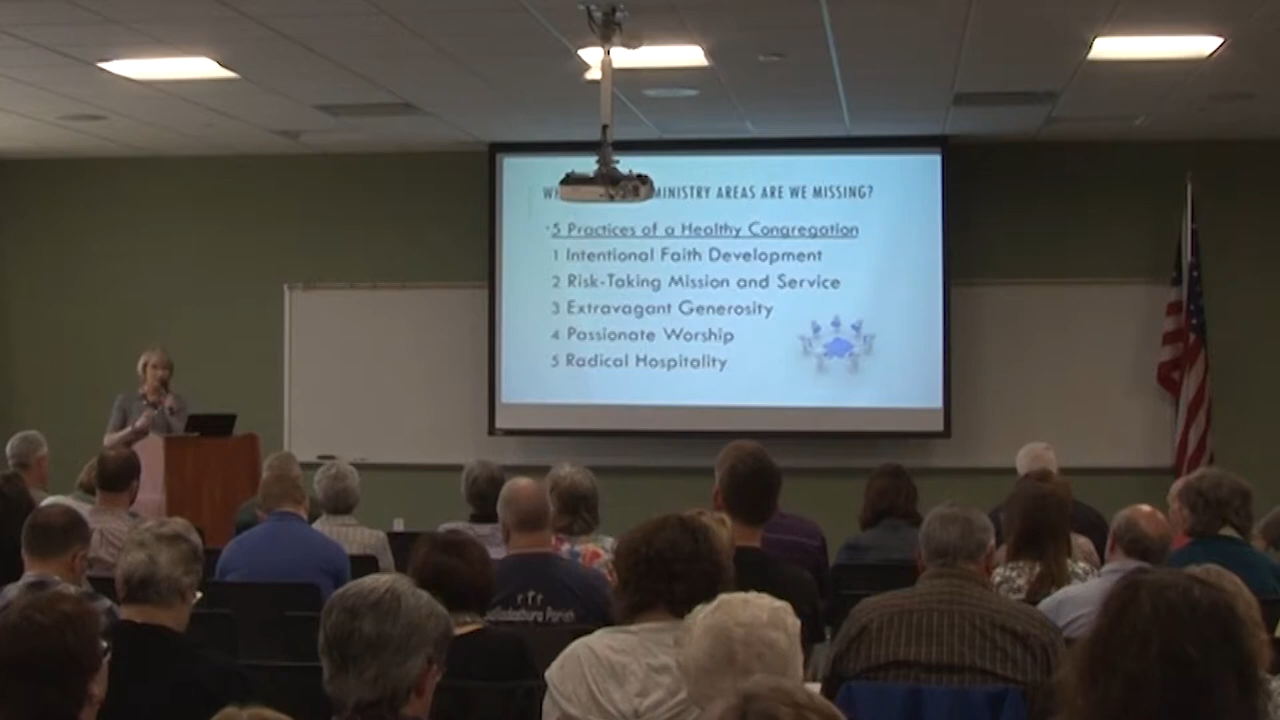 MINISTRY AREAS ARE WE MISSING?
5 Practices of a Healthy Congregation
1 Intentional Faith Development
2 Risk-Taking Mission and Service
3 Extravagant Generosity
4 Passionate Worship
5 Radical Hospitality
Parish